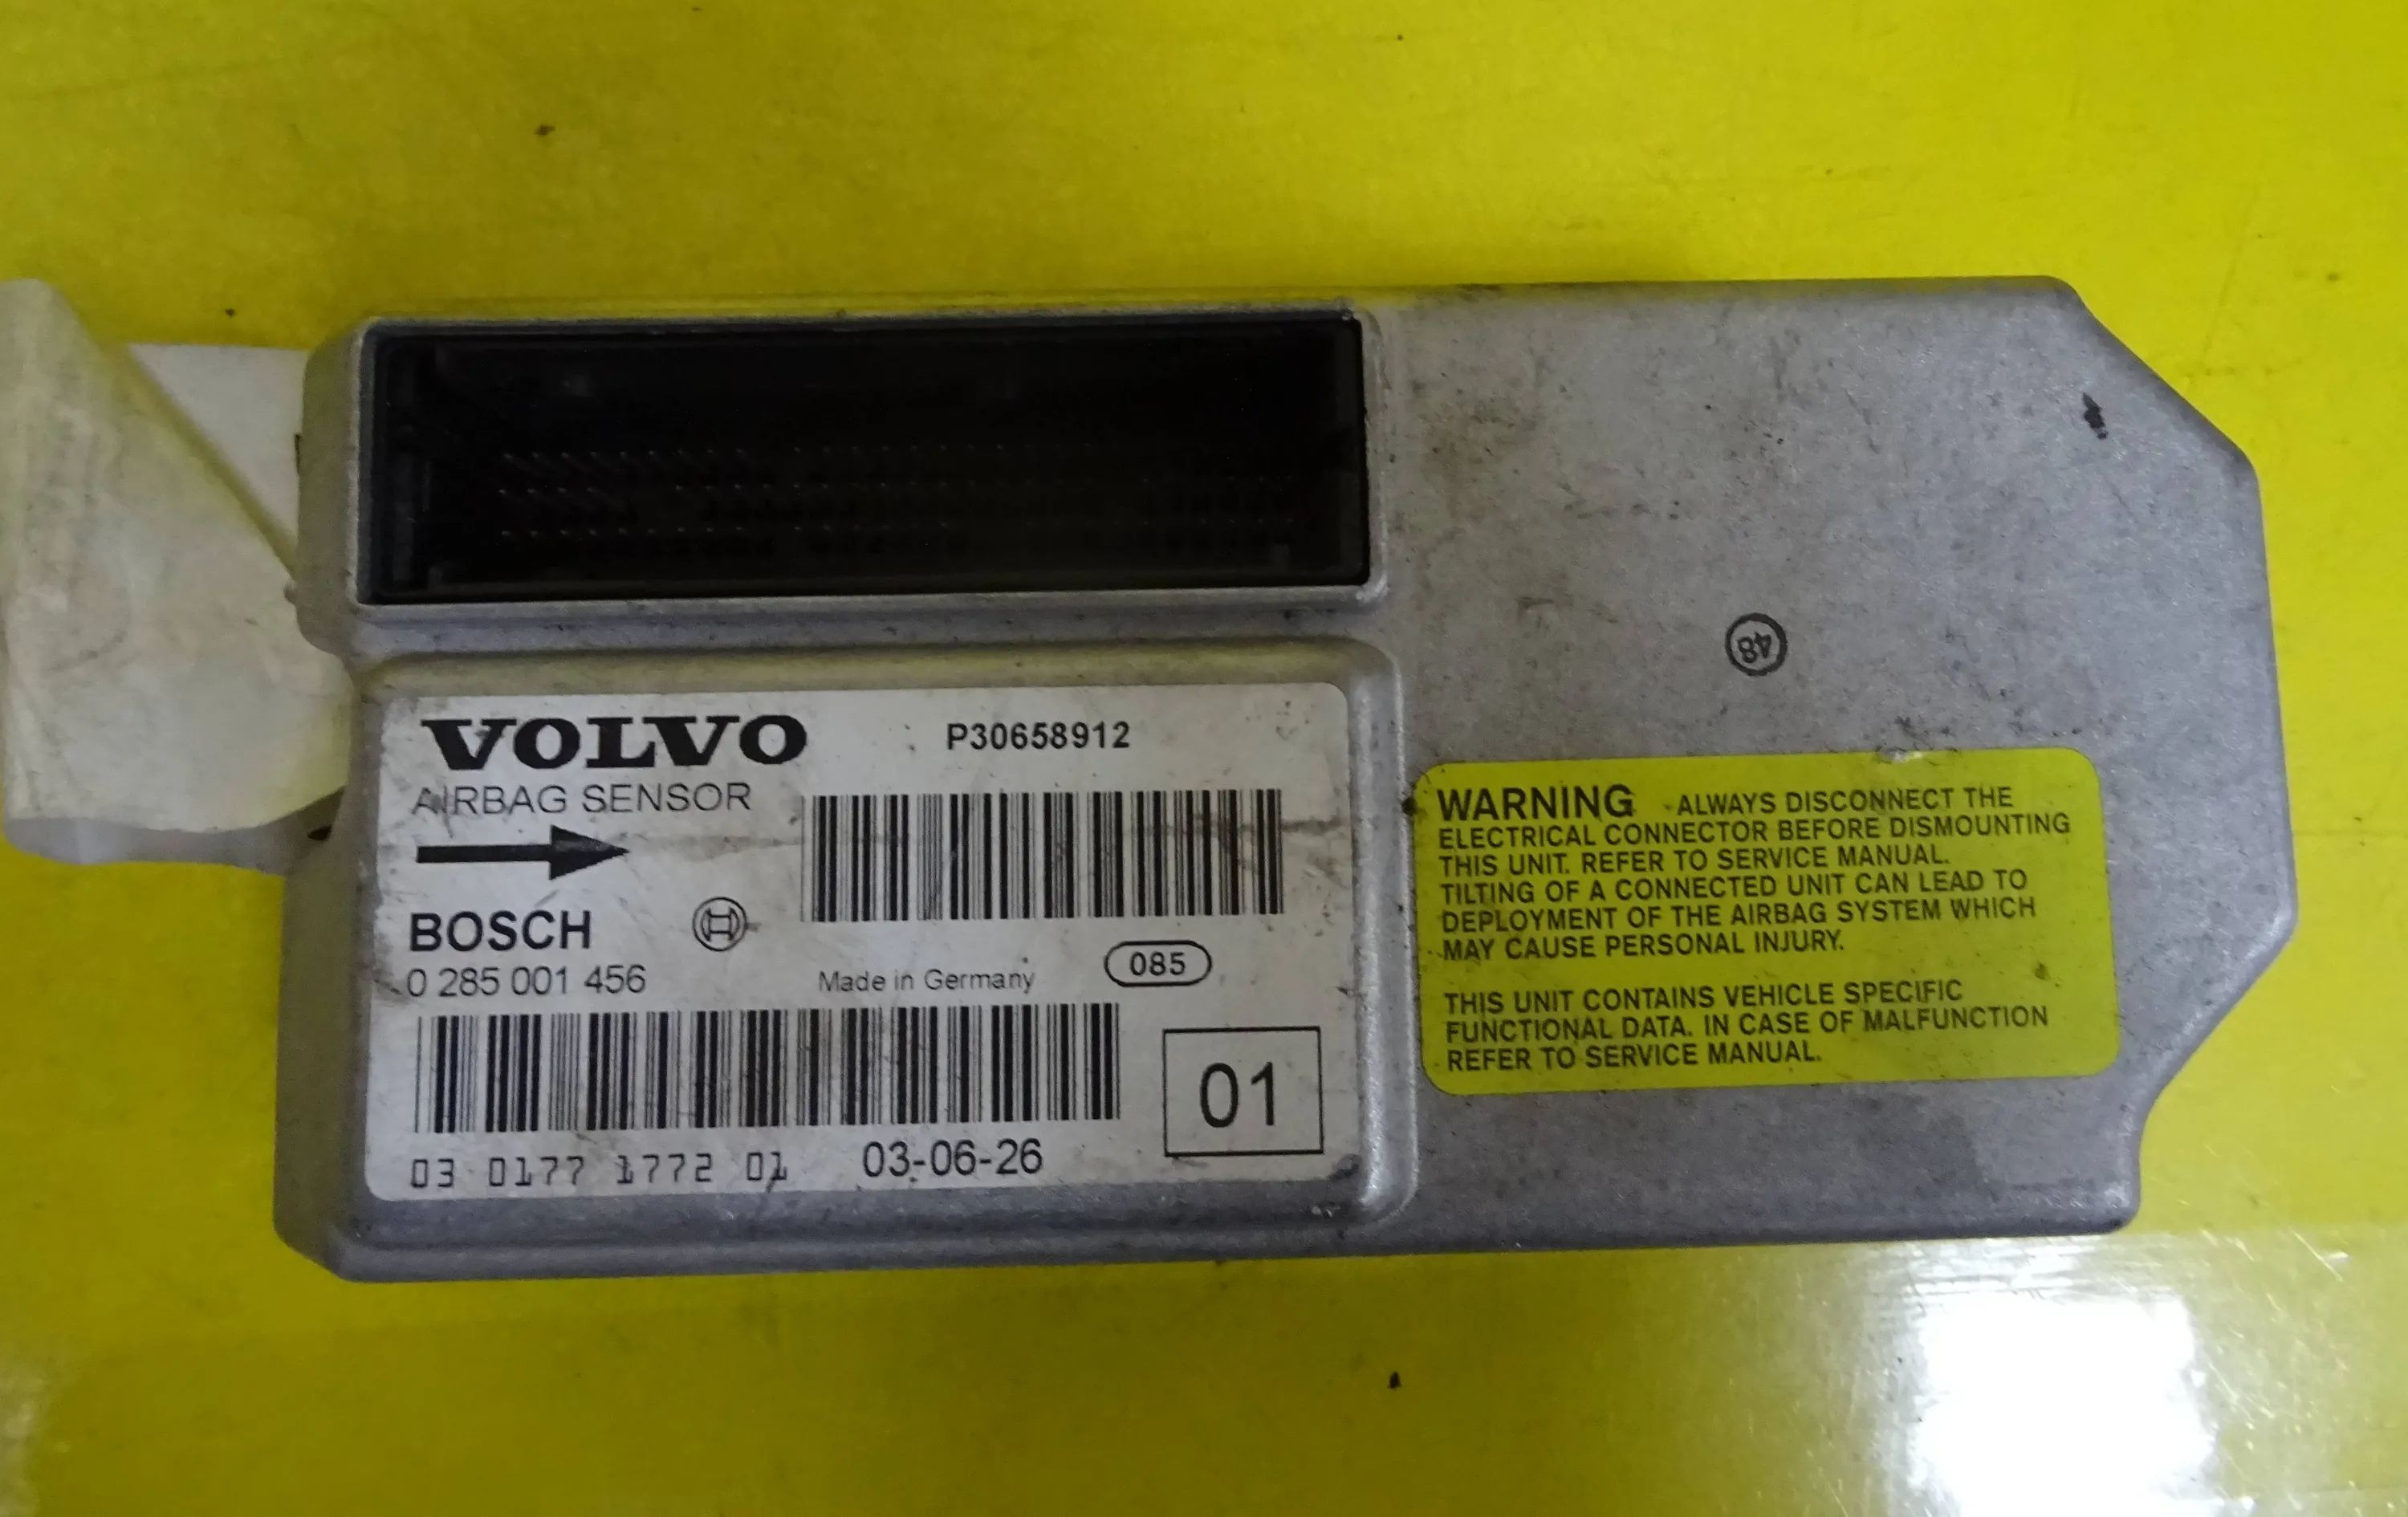 VOLVO
P30658912
AIRBAG SENSOR
BOSCH
0 285 001 456
Made in Germany
085
01
03 0177 1772 01
03-06-26
A8
WARNING ALWAYS DISCONNECT THE
ELECTRICAL CONNECTOR BEFORE DISMOUNTING
THIS UNIT. REFER TO SERVICE MANUAL.
TILTING OF A CONNECTED UNIT CAN LEAD TO
DEPLOYMENT OF THE AIRBAG SYSTEM WHICH
MAY CAUSE PERSONAL INJURY.
THIS UNIT CONTAINS VEHICLE SPECIFIC
FUNCTIONAL DATA. IN CASE OF MALFUNCTION
REFER TO SERVICE MANUAL.